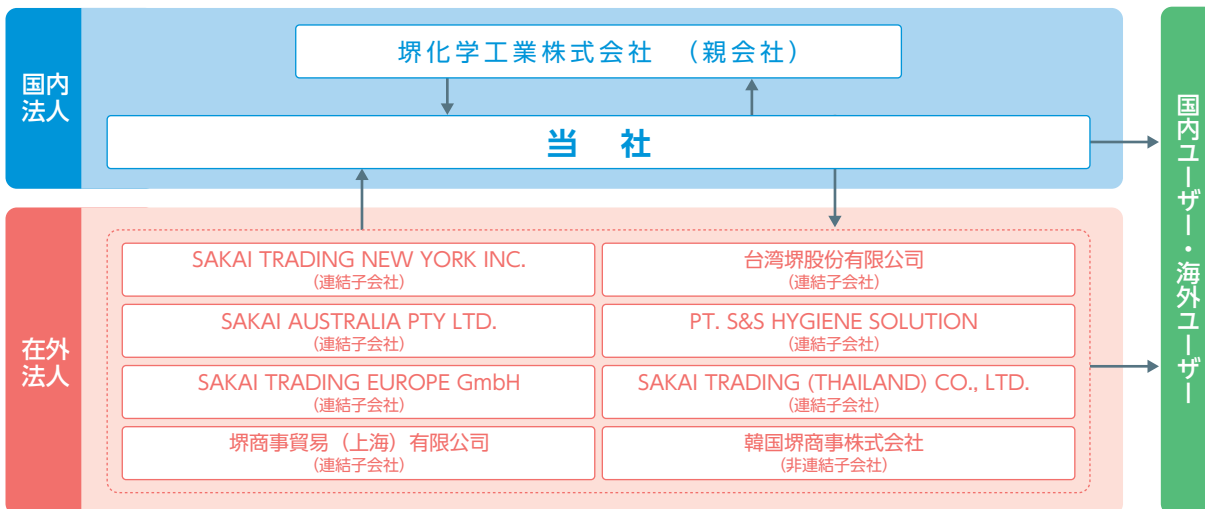 国内
法人
堺化学工業株式会社 （親会社）
当 社
在外
法人
SAKAI TRADING NEW YORK INC.
(連結子会社)
台湾堺股份有限公司
(連結子会社)
SAKAI AUSTRALIA PTY LTD.
(連結子会社)
PT. S&S HYGIENE SOLUTION
(連結子会社)
SAKAI TRADING EUROPE GmbH
(連結子会社)
SAKAI TRADING (THAILAND) CO., LTD.
(連結子会社)
堺商事貿易（上海）有限公司
(連結子会社)
韓国堺商事株式会社
(非連結子会社)
国内ユーザー・海外ユーザー